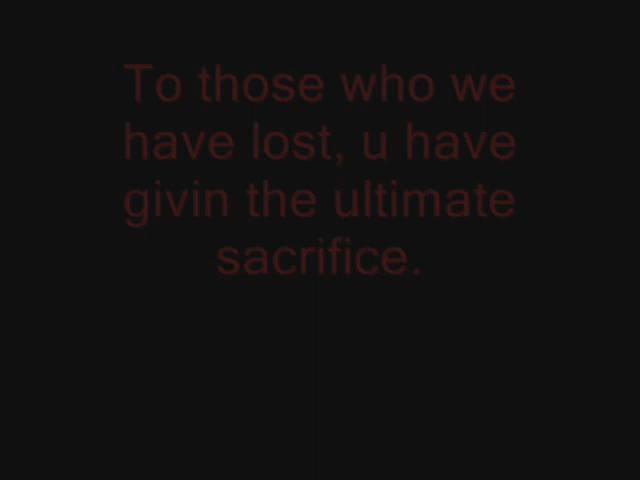 To those who we
have lost, u have
givin the ultimate
sacrifice.